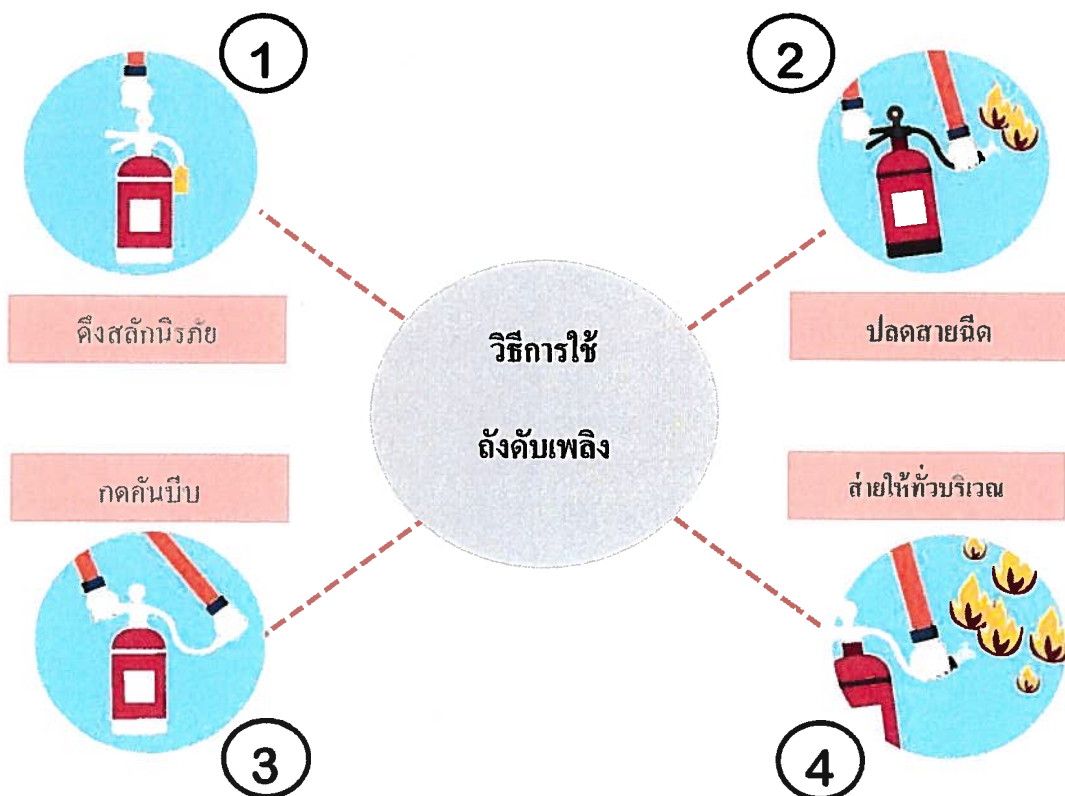 1
2
ดึงสลักนิรภัย
ปลดสายฉีด
วิธีการใช้
ถังดับเพลิง
กดคันบีบ
ส่ายให้ทั่วบริเวณ
3
4